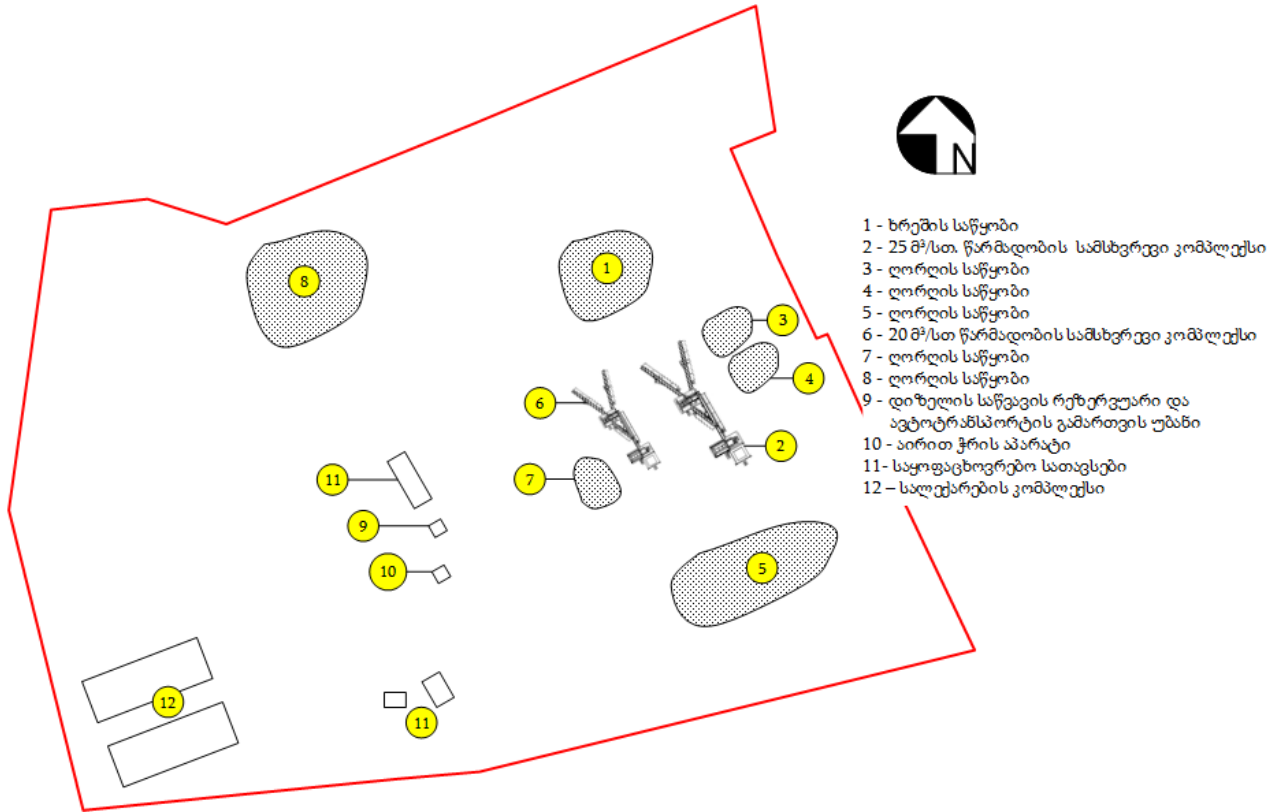 N
1 - ხრეშის საწყობი
2 - 25 მ³/სთ. წარმადობის სამსხვრევი კომპლექსი
3 - ღორღის საწყობი
4 - ღორღის საწყობი
5 - ღორღის საწყობი
6 - 20 მ³/სთ წარმადობის სამსხვრევი კომპლექსი
7 - ღორღის საწყობი
8 - ღორღის საწყობი
9 - დიზელის საწვავის რეზერვუარი და
ავტოტრანსპორტის გამართვის უბანი
10 - აირით ჭრის აპარატი
11- საყოფაცხოვრებო სათავსები
12 – სალექარების კომპლექსი
8
1
3
4
6
2
11
7
9
10
5
12
11